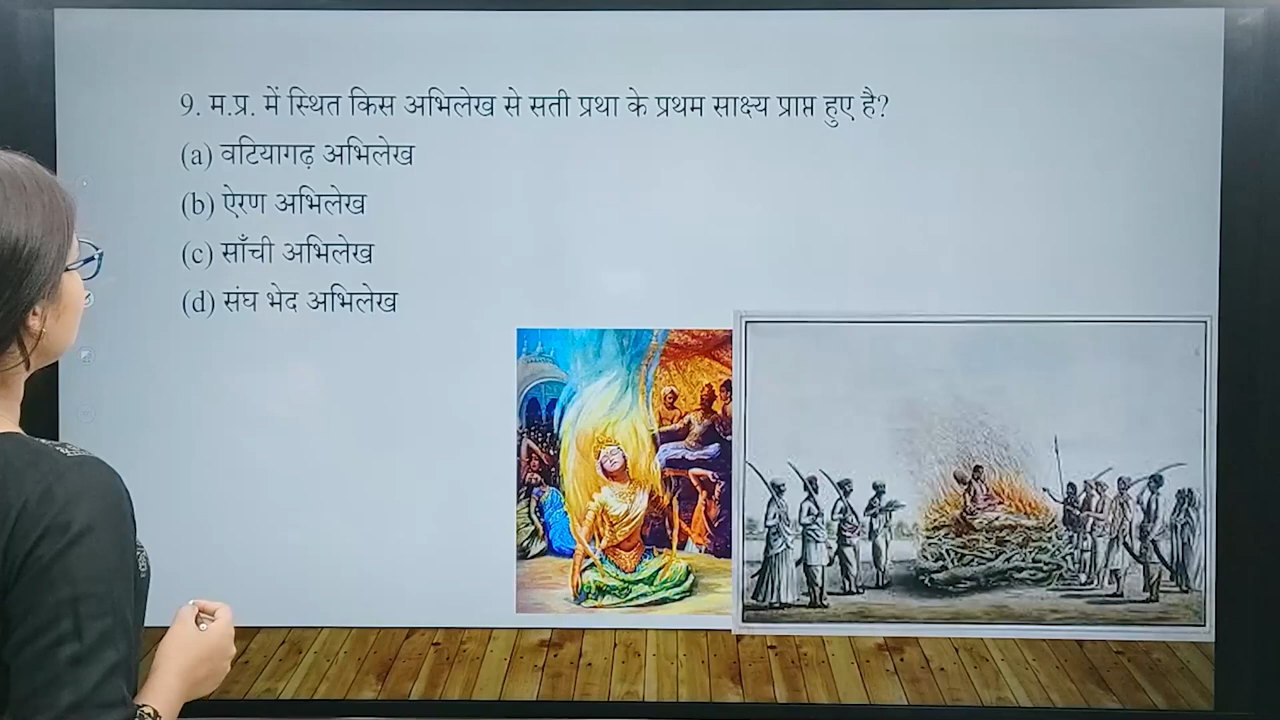 9. म.प्र. में स्थित किस अभिलेख से सती प्रथा के प्रथम साक्ष्य प्राप्त हुए है?
(a) वटियागढ़ अभिलेख
(b) ऐरण अभिलेख
(c) साँची अभिलेख
(d) संघ भेद अभिलेख